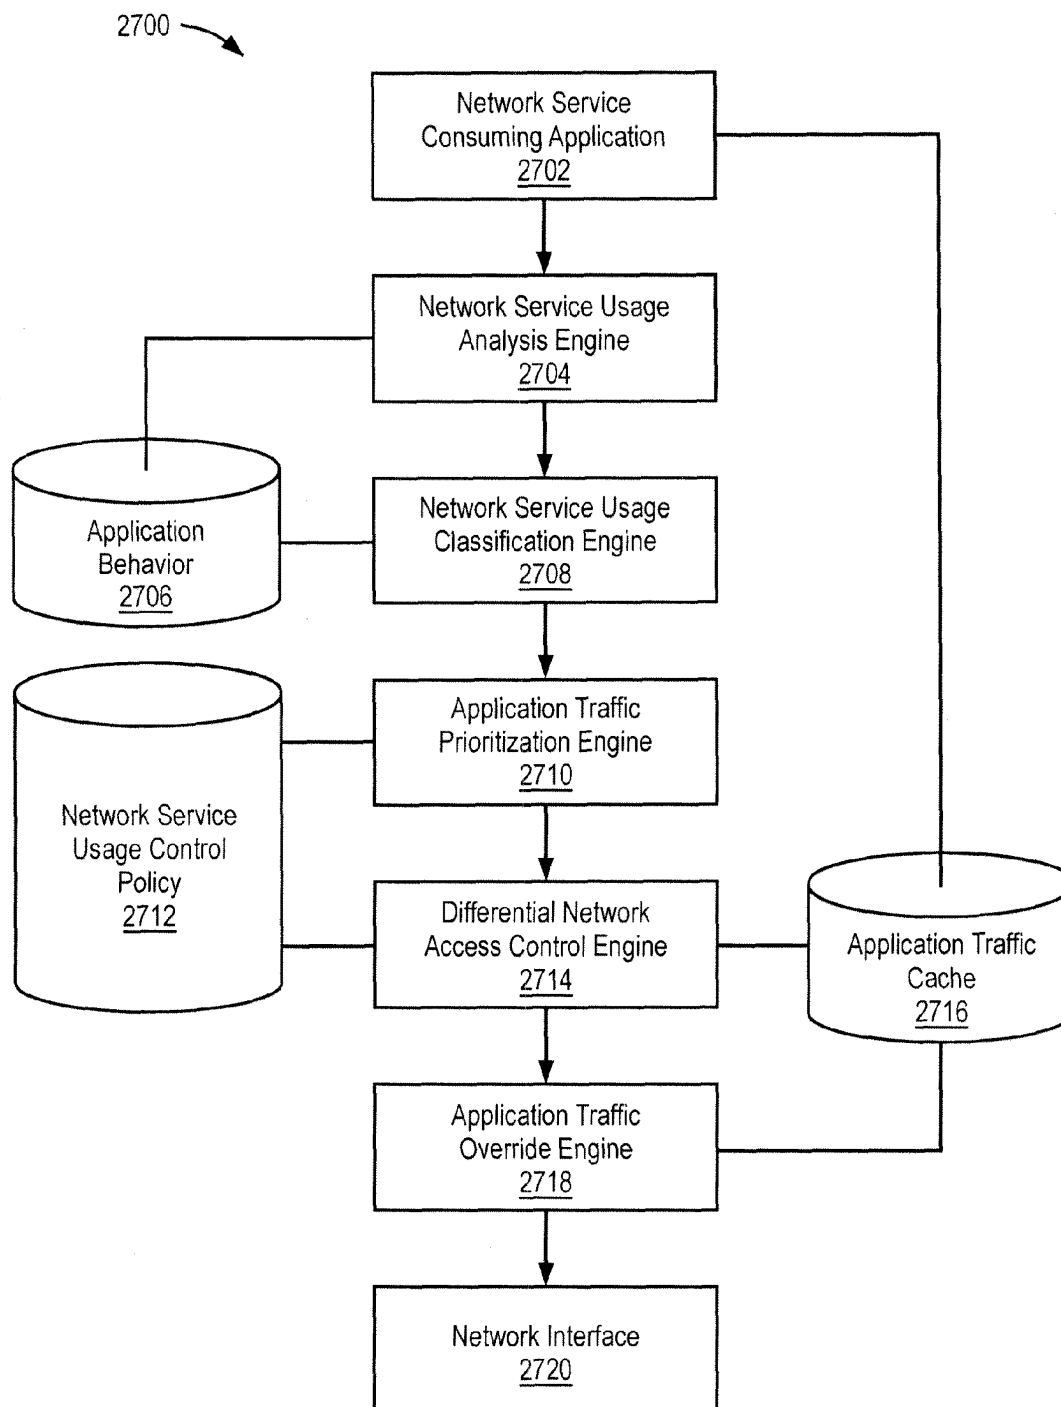 2700
Network Service
Consuming Application
2702
Network Service Usage
Analysis Engine
2704
Application
Behavior
2706
Network Service Usage
Classification Engine
2708
Application Traffic
Prioritization Engine
2710
Network Service
Usage Control
Policy
2712
Differential Network
Access Control Engine
2714
Application Traffic
Cache
2716
Application Traffic
Override Engine
2718
Network Interface
2720